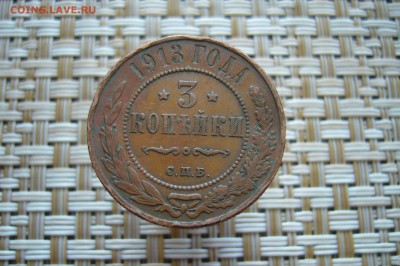 COINS.LAVE.RU
1913 ГОДА
3
КОПѢЙКИ
С.П.Б.